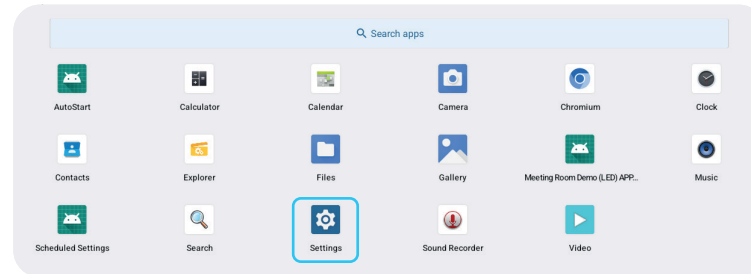 Search apps
AutoStart
Calculator
Calendar
Camera
Chromium
Clock
Contacts
Explorer
Files
Gallery
Meeting Room Demo (LED) APP...
Music
Scheduled Settings
Search
Settings
Sound Recorder
Video